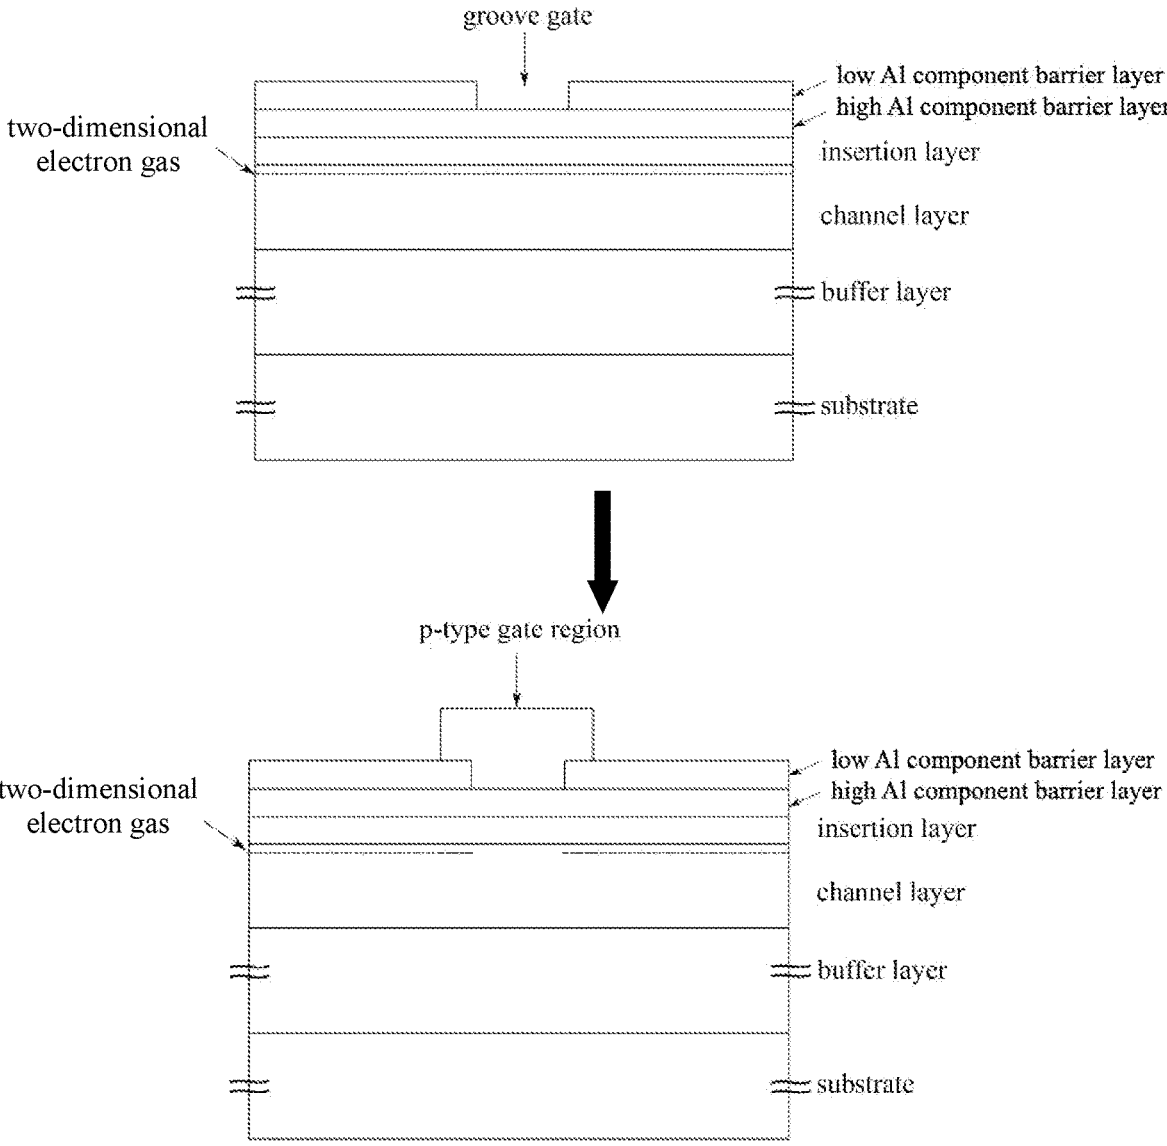 groove gate
low Al component barrier layer
high Al component barrier layer
two-dimensional
electron gas
insertion layer
channel layer
buffer layer
substrate
p-type gate region
low Al component barrier layer
high Al component barrier layer
two-dimensional
electron gas
insertion layer
channel layer
buffer layer
substrate